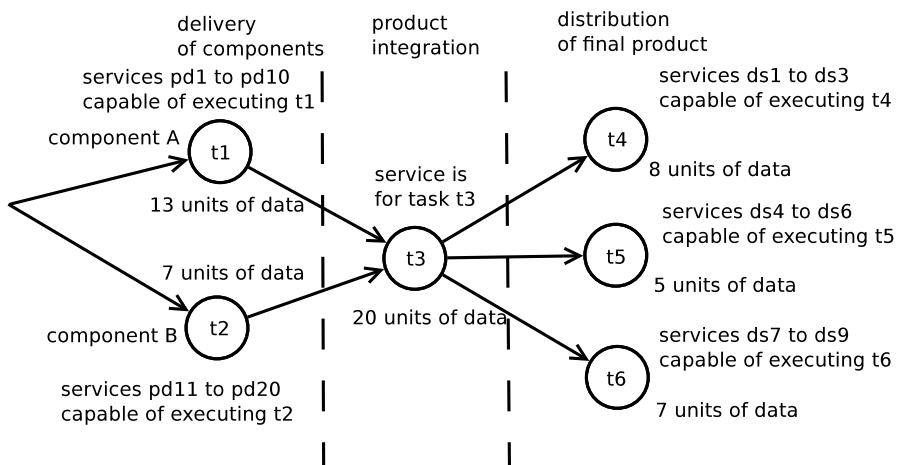 delivery
of components
product
integration
distribution
of final product
services pd1 to pd10
capable of executing t1
component A
t1
13 units of data
7 units of data
t2
component B
services pd11 to pd20
capable of executing t2
service is
for task t3
t3
20 units of data
services ds1 to ds3
capable of executing t4
t4
8 units of data
services ds4 to ds6
capable of executing t5
t5
5 units of data
services ds7 to ds9
capable of executing t6
t6
7 units of data